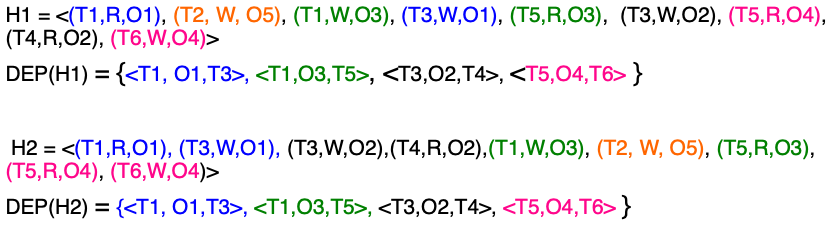 H1 = <(T1,R,O1), (T2, W, O5), (T1,W,O3), (T3,W,O1), (T5,R,O3), (T3,W,O2), (T5,R,O4),
(T4,R,O2), (T6,W,O4)>
DEP(H1) = {<T1, O1,T3>, <T1,O3,T5>, <T3,O2,T4>, <T5,O4,T6> }
H2 = <(T1,R,O1), (T3,W,O1), (T3,W,O2),(T4,R,O2),(T1,W,O3), (T2, W, O5), (T5,R,O3),
(T5,R,O4), (T6,W,O4)>
DEP(H2) = {<T1, O1,T3>, <T1,O3,T5>, <T3,O2,T4>, <T5,O4,T6> }